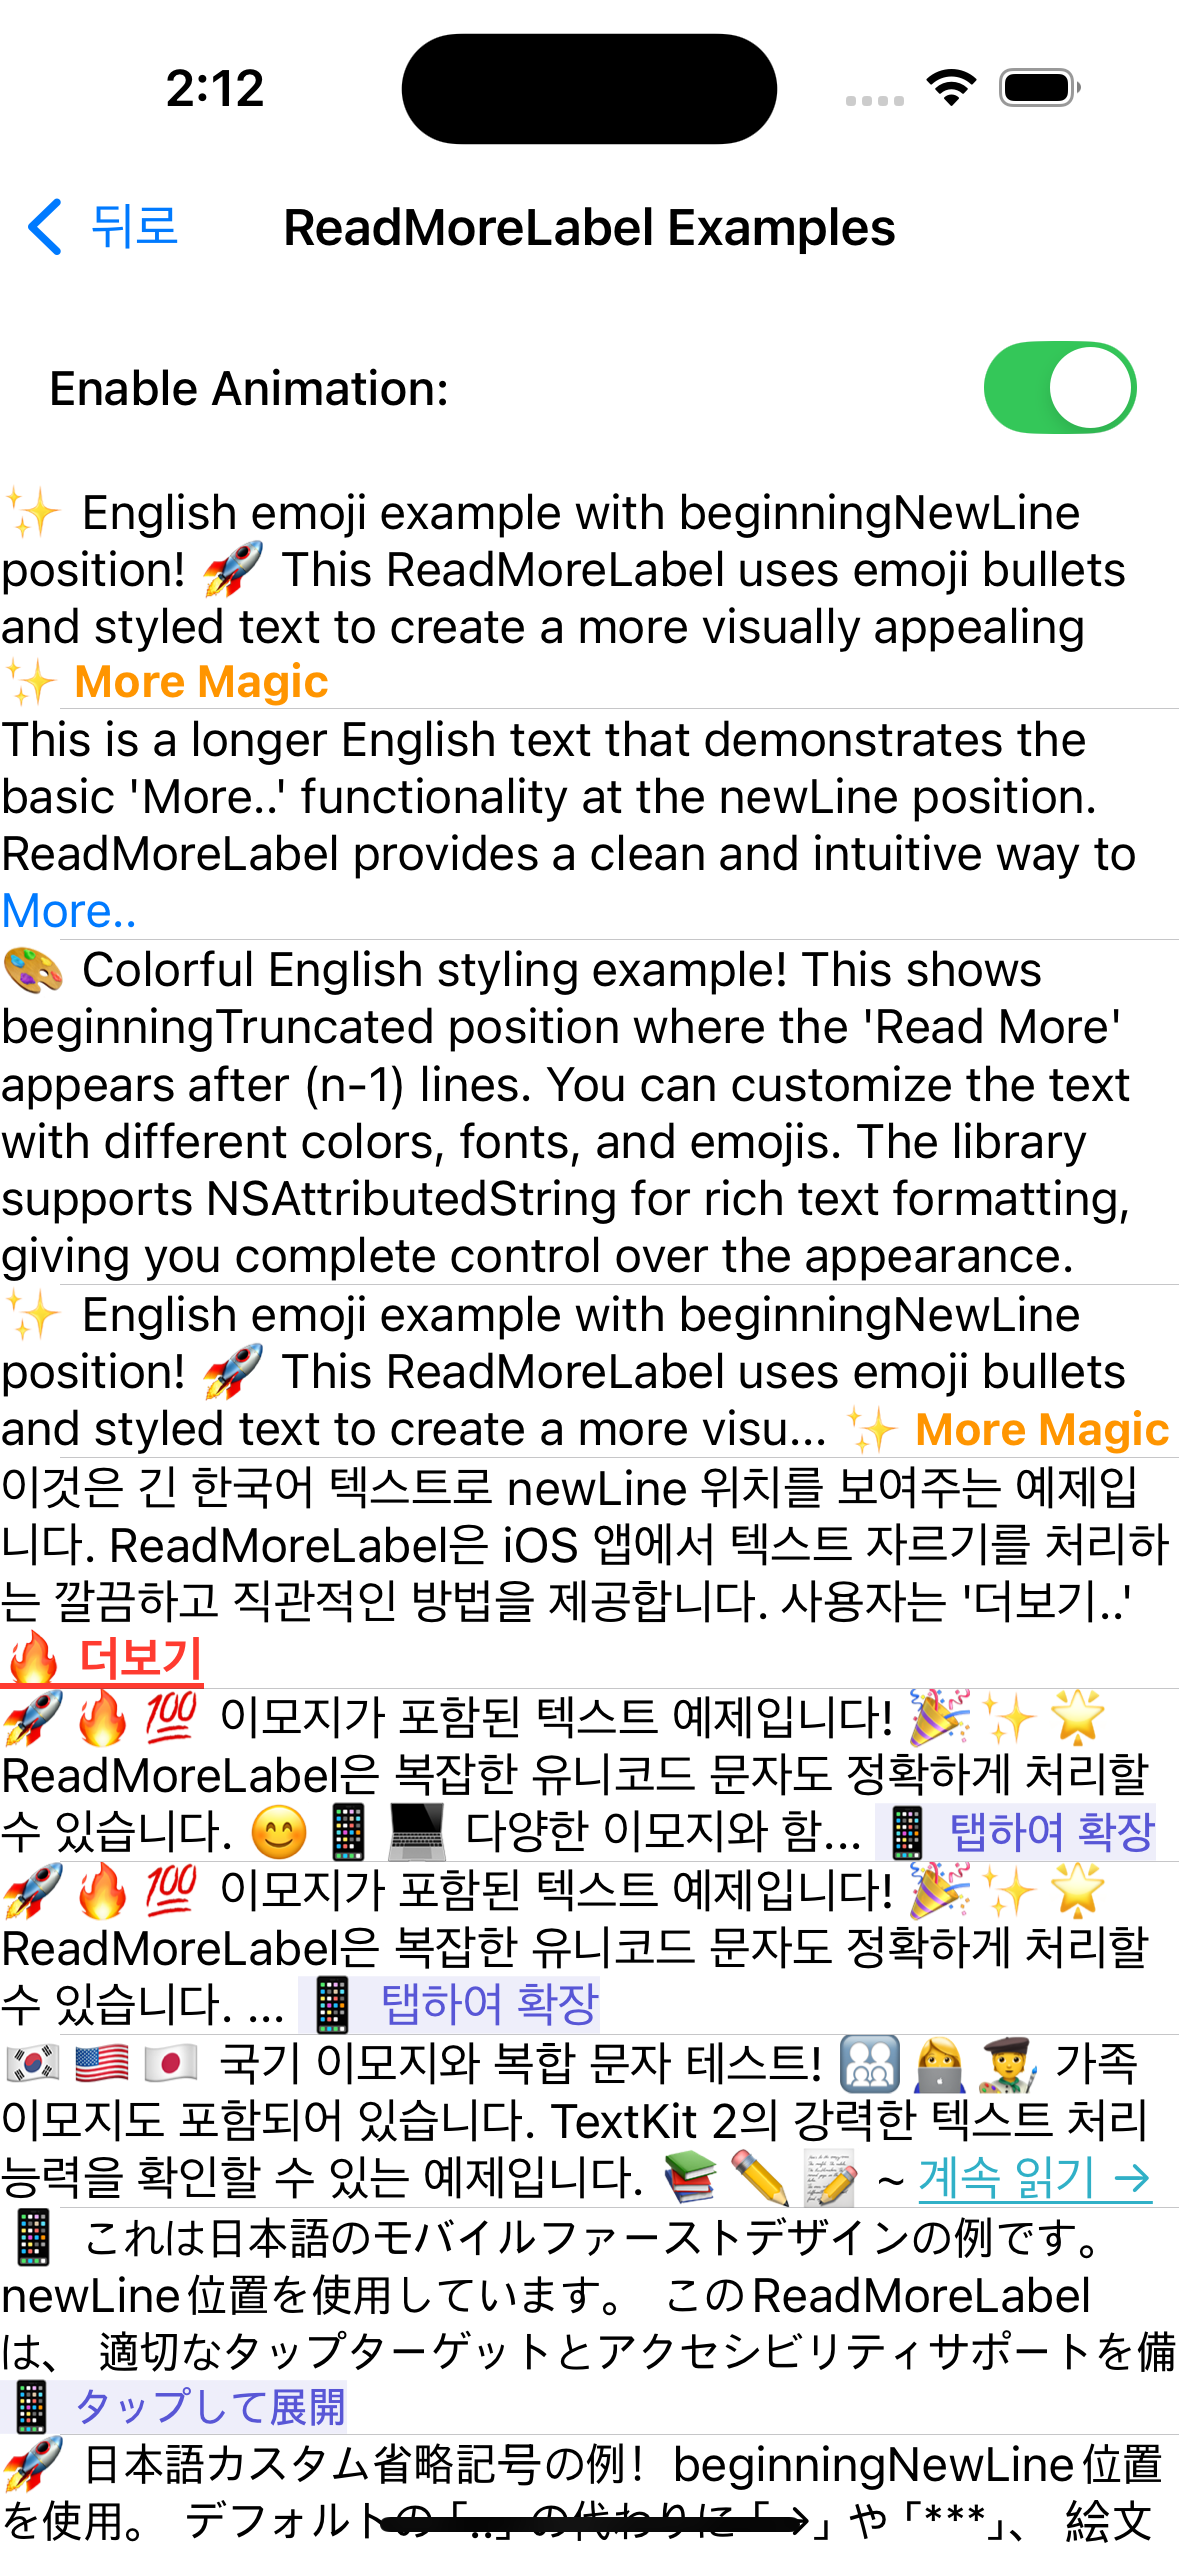 2:12
뒤로 ReadMoreLabel Examples
Enable Animation:
✨ English emoji example with beginningNewLine
position! 🚀 This ReadMoreLabel uses emoji bullets
and styled text to create a more visually appealing
✨ More Magic
This is a longer English text that demonstrates the
basic 'More..' functionality at the newLine position.
ReadMoreLabel provides a clean and intuitive way to
More..
🎨 Colorful English styling example! This shows
beginningTruncated position where the 'Read More'
appears after (n-1) lines. You can customize the text
with different colors, fonts, and emojis. The library
supports NSAttributedString for rich text formatting,
giving you complete control over the appearance.
✨ English emoji example with beginningNewLine
position! 🚀 This ReadMoreLabel uses emoji bullets
and styled text to create a more visu... ✨ More Magic
이것은 긴 한국어 텍스트로 newLine 위치를 보여주는 예제입
니다. ReadMoreLabel은 iOS 앱에서 텍스트 자르기를 처리하
는 깔끔하고 직관적인 방법을 제공합니다. 사용자는 '더보기..'
🔥 더보기
🚀🔥💯 이모지가 포함된 텍스트 예제입니다! 🎉✨🌟
ReadMoreLabel은 복잡한 유니코드 문자도 정확하게 처리할
수 있습니다. 😊📱💻 다양한 이모지와 함... 📱 탭하여 확장
🚀🔥💯 이모지가 포함된 텍스트 예제입니다! 🎉✨🌟
ReadMoreLabel은 복잡한 유니코드 문자도 정확하게 처리할
수 있습니다. ... 📱 탭하여 확장
🇰🇷🇺🇸🇯🇵 국기 이모지와 복합 문자 테스트! 👨‍👩‍👧‍👦👩‍💻👨‍🎨 가족
이모지도 포함되어 있습니다. TextKit 2의 강력한 텍스트 처리
능력을 확인할 수 있는 예제입니다. 📚✏️📝 ~ 계속 읽기 →
📱 これは日本語のモバイルファーストデザインの例です。
newLine位置を使用しています。 このReadMoreLabel
は、 適切なタップターゲットとアクセシビリティサポートを備
📱 タップして展開
🚀 日本語カスタム省略記号の例！ beginningNewLine位置
を使用。 デフォルトの「..」の代わりに「→」や「***」、 絵文